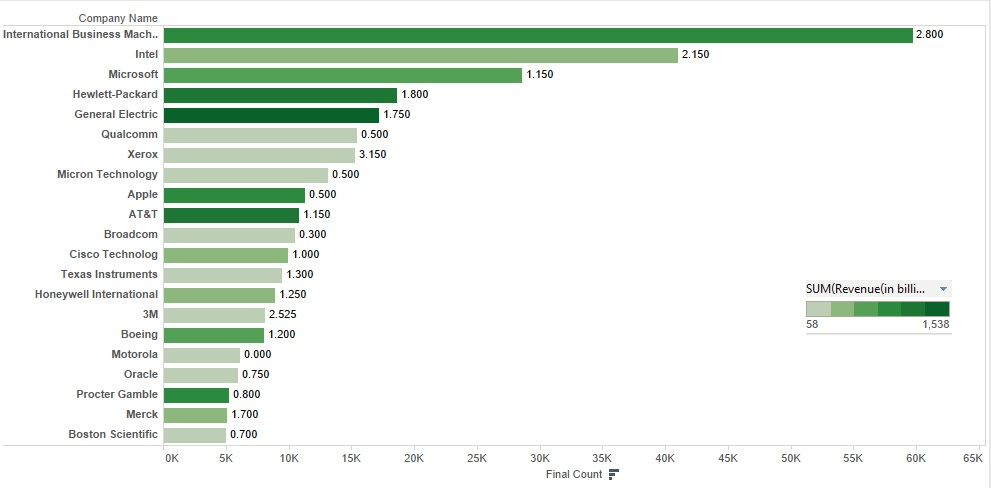 Company Name
International Business Mach.. 2.800
Intel 2.150
Microsoft 1.150
Hewlett-Packard 1.800
General Electric 1.750
Qualcomm 0.500
Xerox 3.150
Micron Technology 0.500
Apple 0.500
AT&T 1.150
Broadcom 0.300
Cisco Technolog 1.000
Texas Instruments 1.300
Honeywell International 1.250
3M 2.525
Boeing 1.200
Motorola 0.000
Oracle 0.750
Procter Gamble 0.800
Merck 1.700
Boston Scientific 0.700
0K 5K 10K 15K 20K 25K 30K 35K 40K 45K 50K 55K 60K 65K
Final Count
SUM(Revenue(in billi...
58 1,538